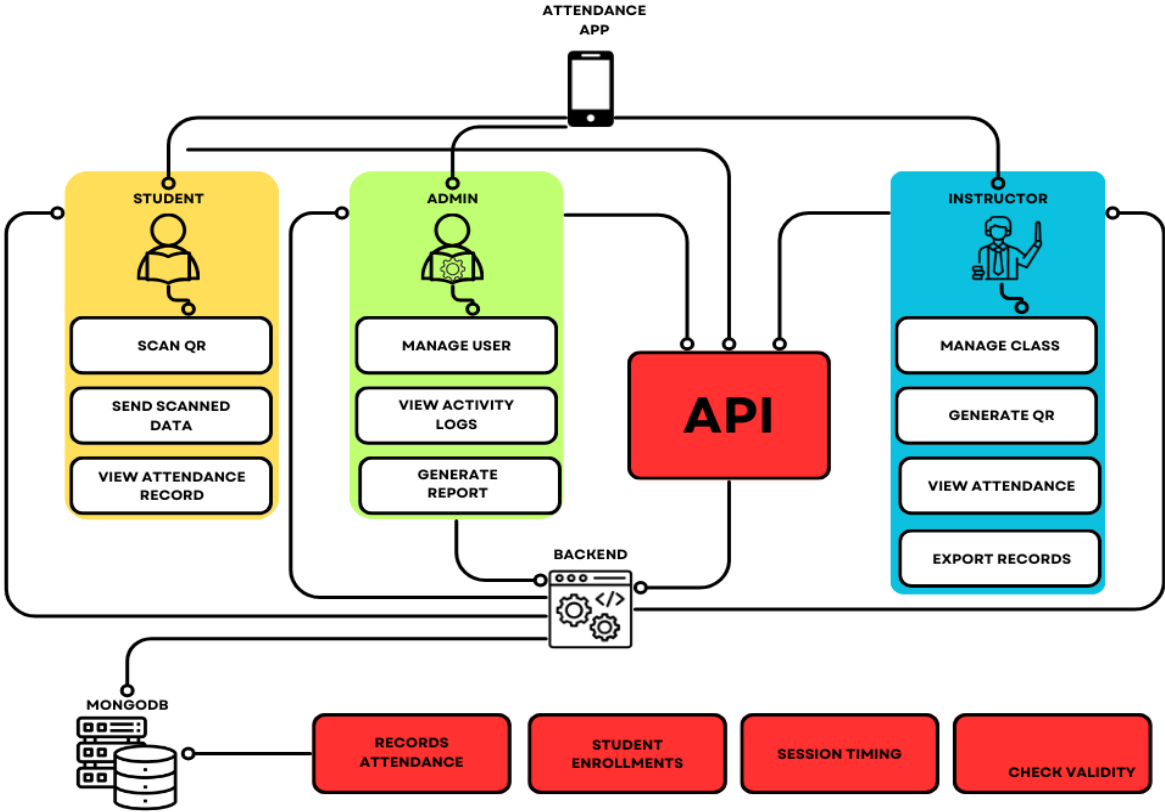 ATTENDANCE
APP
STUDENT
SCAN QR
SEND SCANNED
DATA
VIEW ATTENDANCE
RECORD
ADMIN
MANAGE USER
VIEW ACTIVITY
LOGS
GENERATE
REPORT
API
INSTRUCTOR
MANAGE CLASS
GENERATE QR
VIEW ATTENDANCE
EXPORT RECORDS
BACKEND
</>
MONGODB
RECORDS
ATTENDANCE
STUDENT
ENROLLMENTS
SESSION TIMING
CHECK VALIDITY